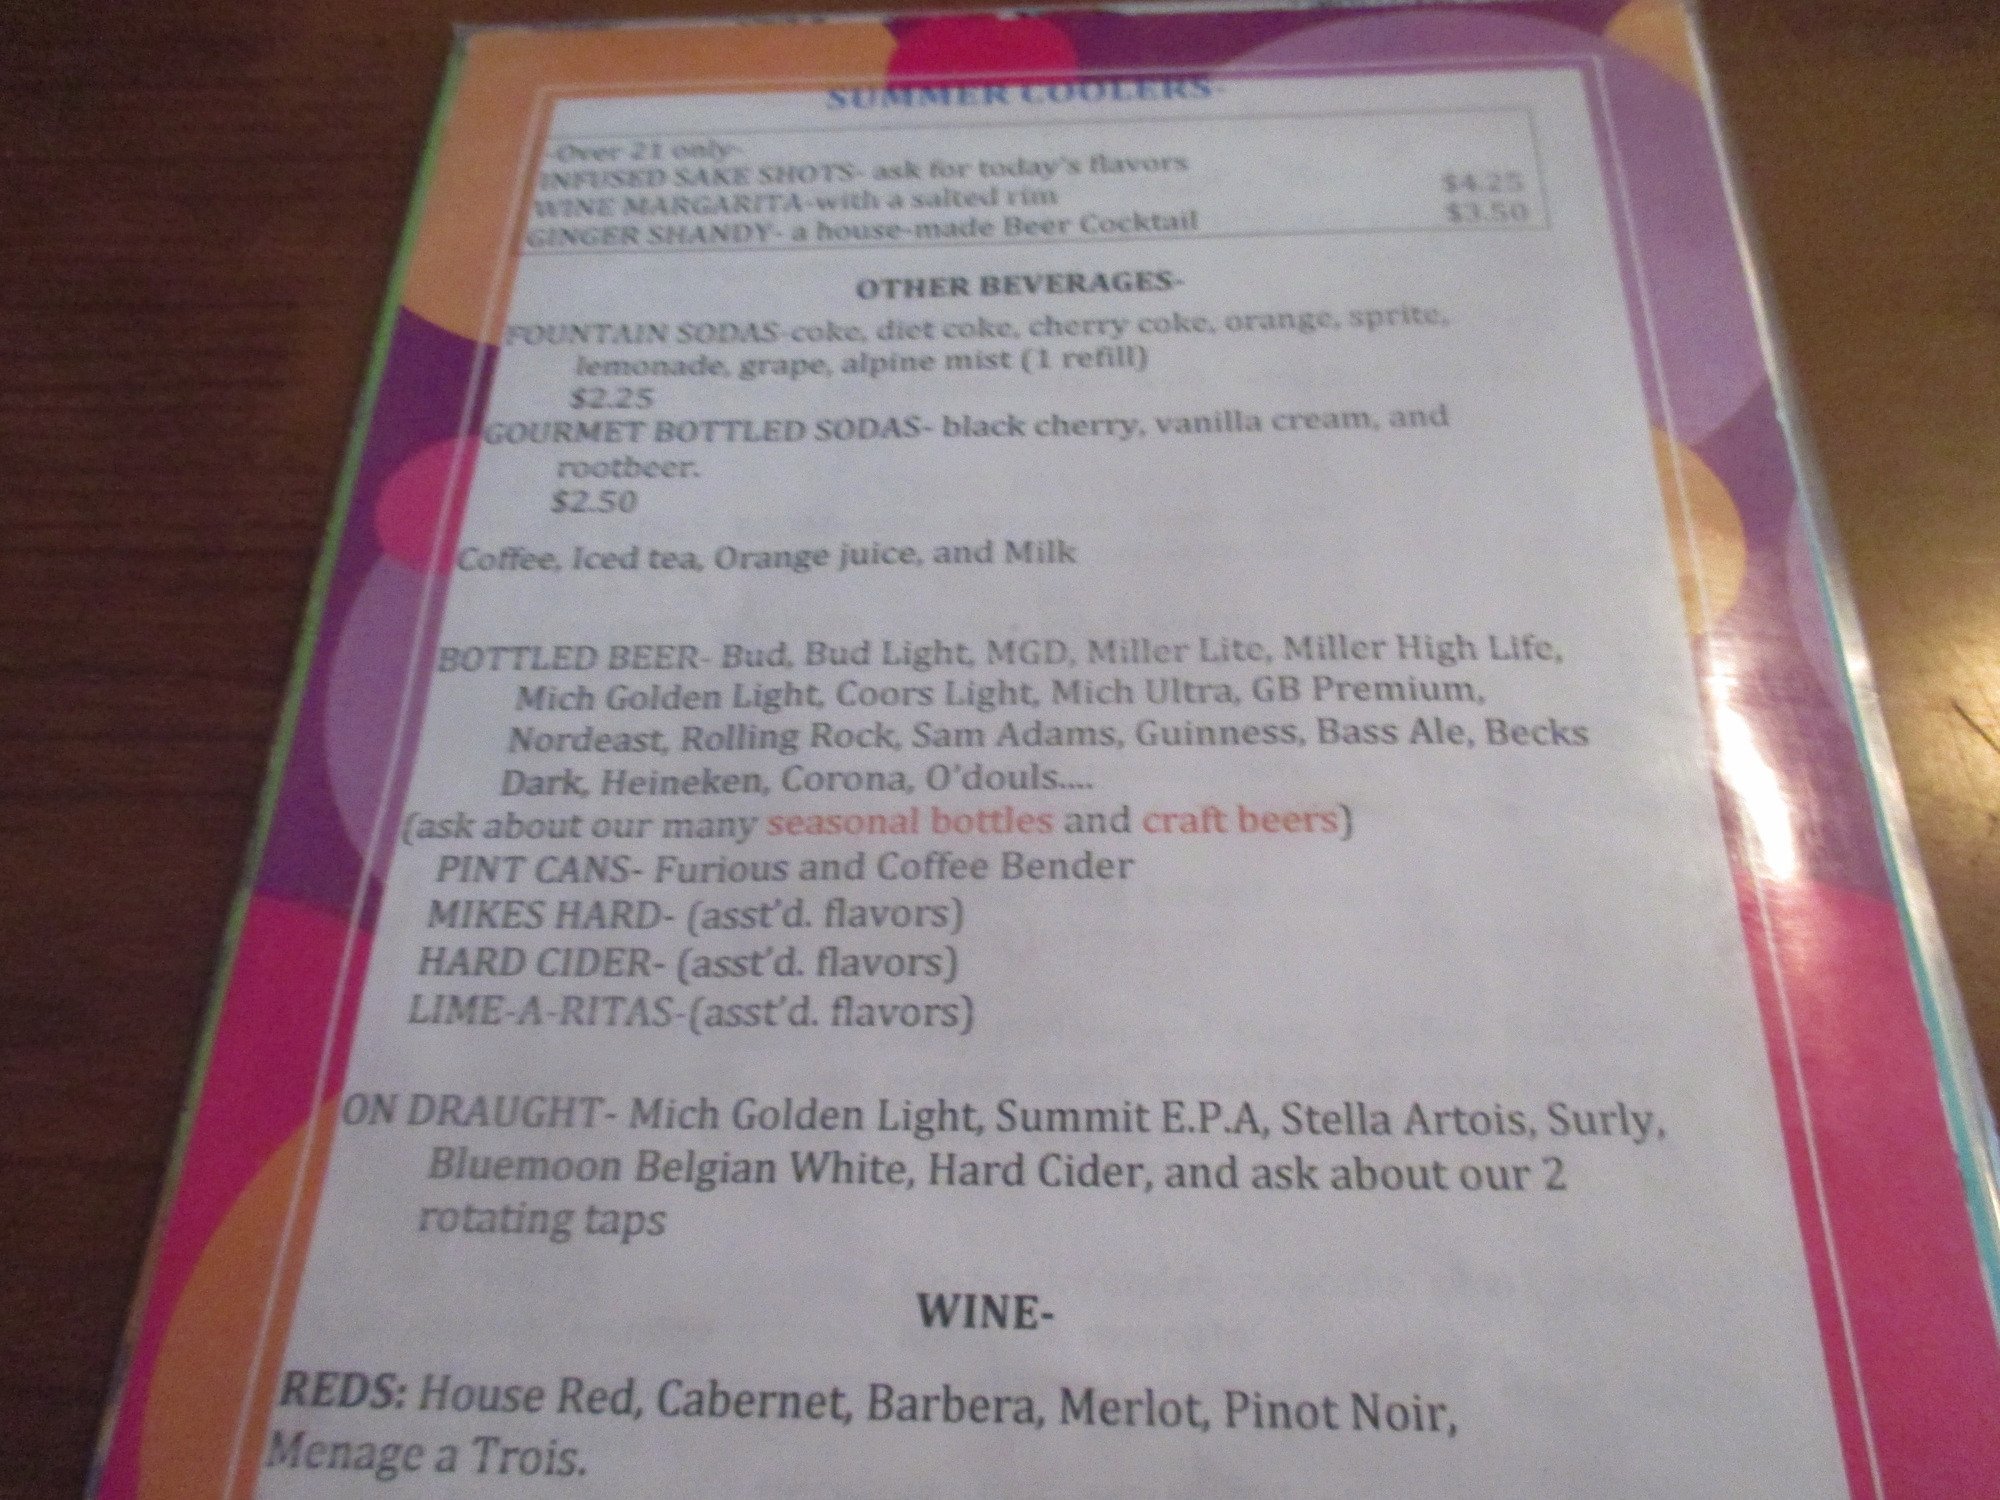 SUMMER COOLERS-
-Over 21 only-
INFUSED SAKE SHOTS- ask for today's flavors
WINE MARGARITA-with a salted rim $4.25
GINGER SHANDY- a house-made Beer Cocktail $3.50
OTHER BEVERAGES-
FOUNTAIN SODAS-coke, diet coke, cherry coke, orange, sprite,
lemonade, grape, alpine mist (1 refill)
$2.25
GOURMET BOTTLED SODAS- black cherry, vanilla cream, and
rootbeer.
$2.50
Coffee, Iced tea, Orange juice, and Milk
BOTTLED BEER- Bud, Bud Light, MGD, Miller Lite, Miller High Life,
Mich Golden Light, Coors Light, Mich Ultra, GB Premium,
Nordeast, Rolling Rock, Sam Adams, Guinness, Bass Ale, Becks
Dark, Heineken, Corona, O'douls....
(ask about our many seasonal bottles and craft beers)
PINT CANS- Furious and Coffee Bender
MIKES HARD- (asst'd. flavors)
HARD CIDER- (asst'd. flavors)
LIME-A-RITAS-(asst'd. flavors)
ON DRAUGHT- Mich Golden Light, Summit E.P.A, Stella Artois, Surly,
Bluemoon Belgian White, Hard Cider, and ask about our 2
rotating taps
WINE-
REDS: House Red, Cabernet, Barbera, Merlot, Pinot Noir,
Menage a Trois.